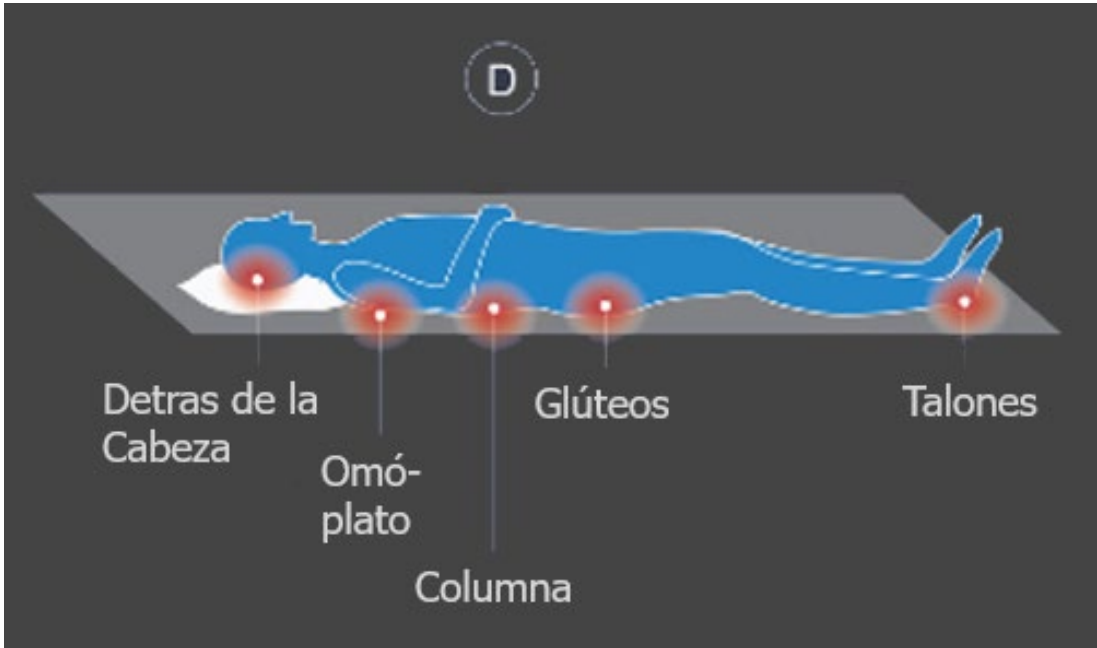 D
Detras de la
Cabeza
Omó-
plato
Columna
Glúteos
Talones